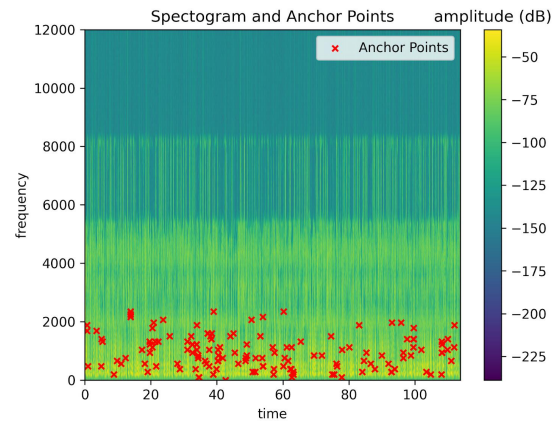 Spectogram and Anchor Points
amplitude (dB)
Anchor Points
12000
10000
8000
6000
4000
2000
0
frequency
0 20 40 60 80 100
time
−50
−75
−100
−125
−150
−175
−200
−225